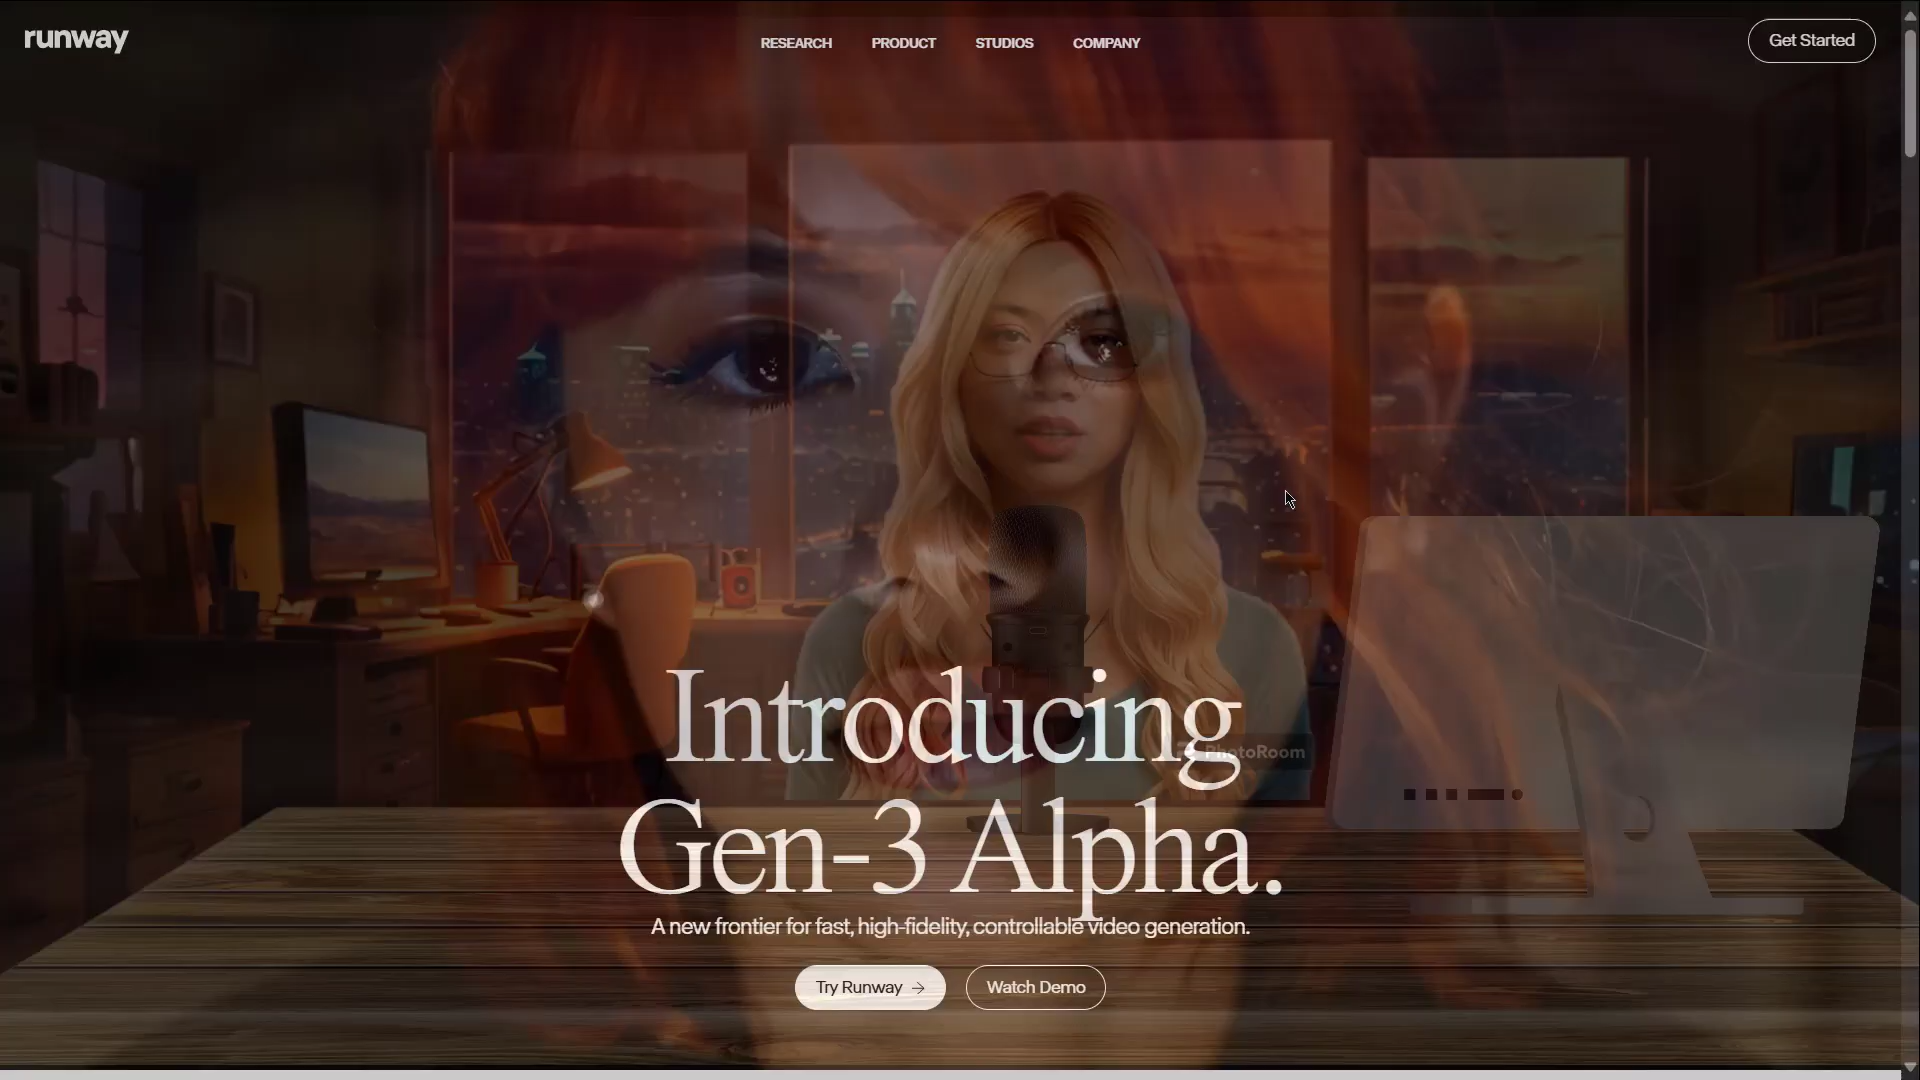 runway
RESEARCH PRODUCT STUDIOS COMPANY
Get Started
Introducing
PhotoRoom
Gen-3 Alpha.
A new frontier for fast, high-fidelity, controllable video generation.
Try Runway → Watch Demo